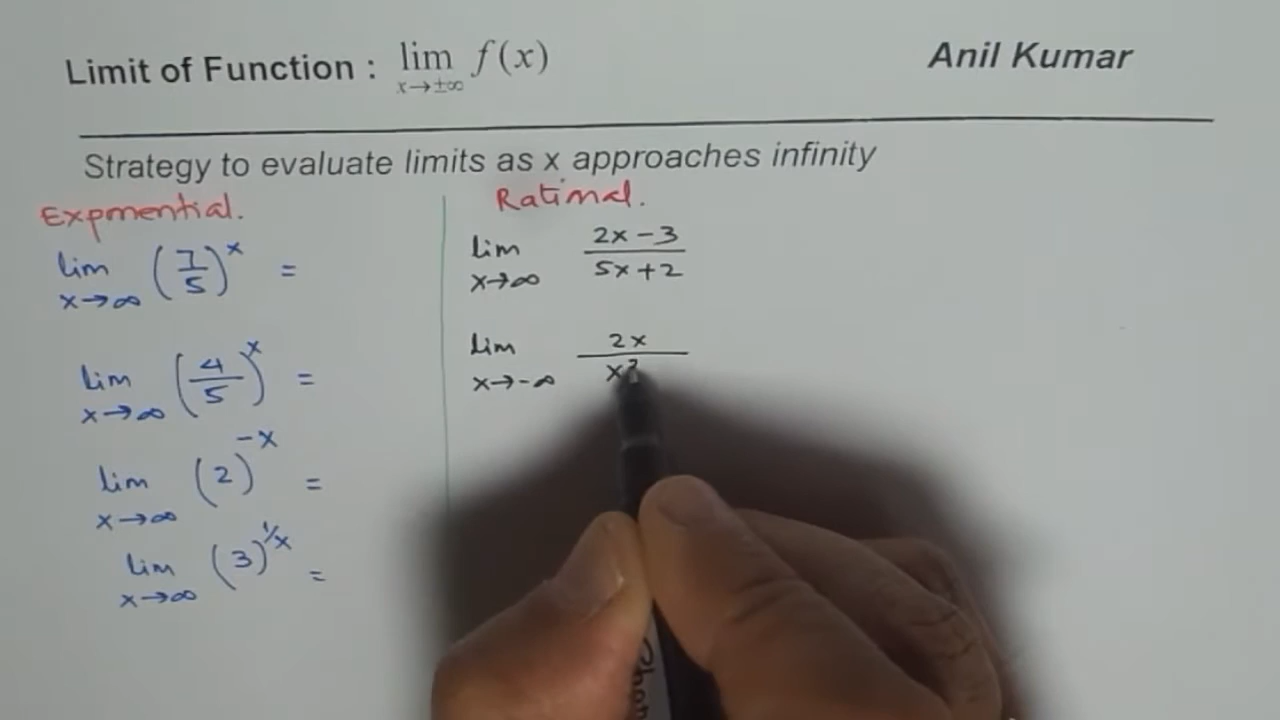 Limit of Function : lim f(x)
x→±∞
Anil Kumar
Strategy to evaluate limits as x approaches infinity
Exponential.
lim (7/5)^x =
x→∞
lim (4/5)^x =
x→∞
lim (2)^-x =
x→∞
lim (3)^1/x =
x→∞
Rational.
lim 2x-3
x→∞ 5x+2
lim 2x
x→-∞ x²